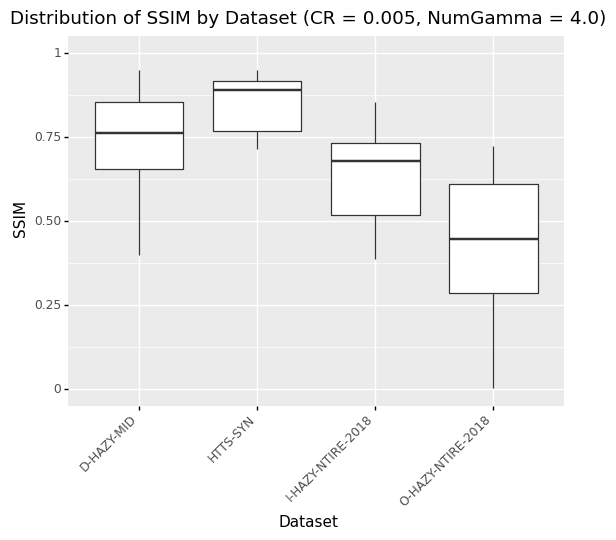 Distribution of SSIM by Dataset (CR = 0.005, NumGamma = 4.0)
1
0.75
0.50
0.25
0
SSIM
D-HAZY-MID
HTTS-SYN
I-HAZY-NTIRE-2018
O-HAZY-NTIRE-2018
Dataset